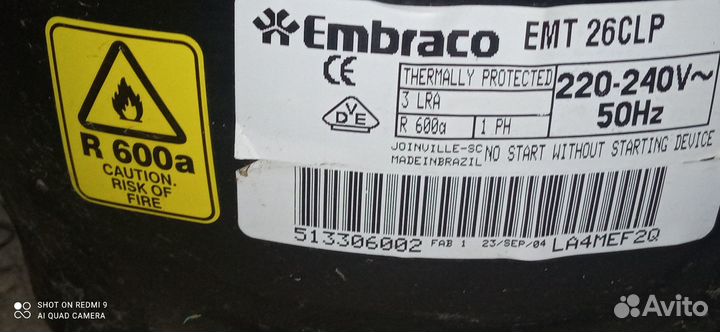 Embraco EMT 26CLP
THERMALLY PROTECTED
3 LRA
R 600a 1 PH
220-240V~
50Hz
DVE
JOINVILLE-SC
MADEINBRAZIL
NO START WITHOUT STARTING DEVICE
513306002 FAB 1 23/SEP/04 LA4MEF2Q
R 600a
CAUTION.
RISK OF
FIRE
SHOT ON REDMI 9
AI QUAD CAMERA
Avito